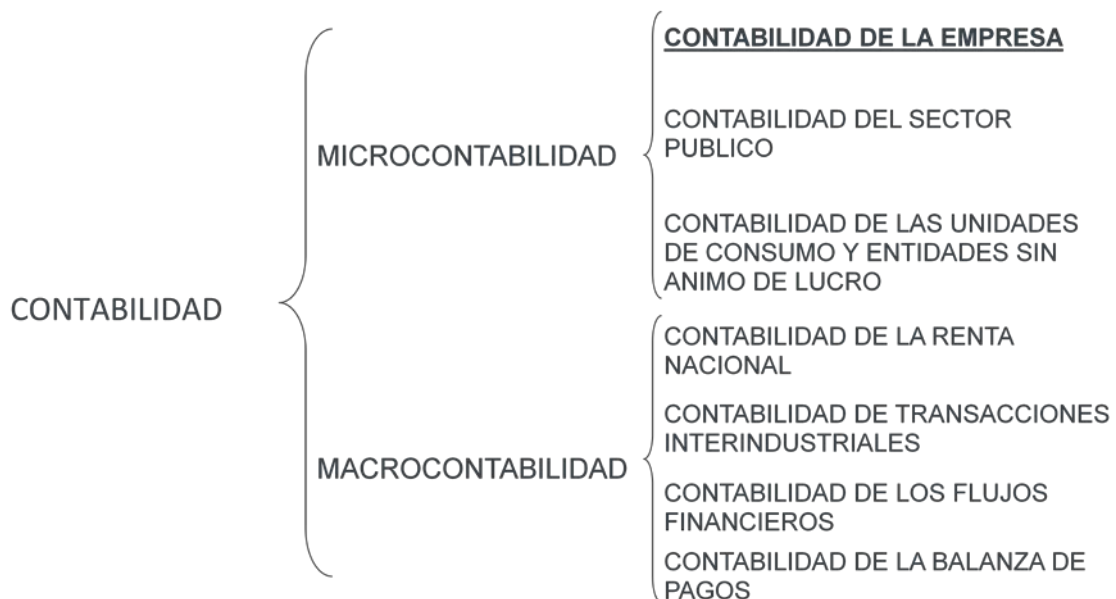 CONTABILIDAD
MICROCONTABILIDAD
CONTABILIDAD DE LA EMPRESA
CONTABILIDAD DEL SECTOR
PUBLICO
CONTABILIDAD DE LAS UNIDADES
DE CONSUMO Y ENTIDADES SIN
ANIMO DE LUCRO
MACROCONTABILIDAD
CONTABILIDAD DE LA RENTA
NACIONAL
CONTABILIDAD DE TRANSACCIONES
INTERINDUSTRIALES
CONTABILIDAD DE LOS FLUJOS
FINANCIEROS
CONTABILIDAD DE LA BALANZA DE
PAGOS